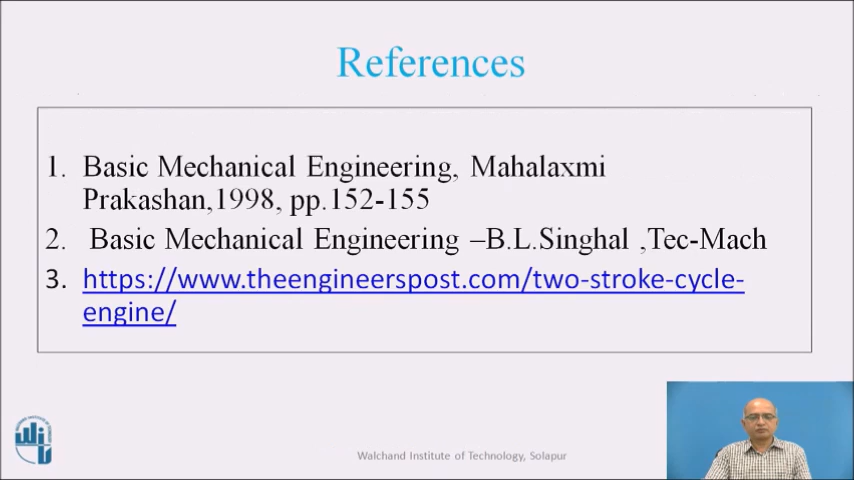 References
1. Basic Mechanical Engineering, Mahalaxmi
Prakashan,1998, pp.152-155
2. Basic Mechanical Engineering –B.L.Singhal ,Tec-Mach
3. https://www.theengineerspost.com/two-stroke-cycle-
engine/
Walchand Institute of Technology, Solapur